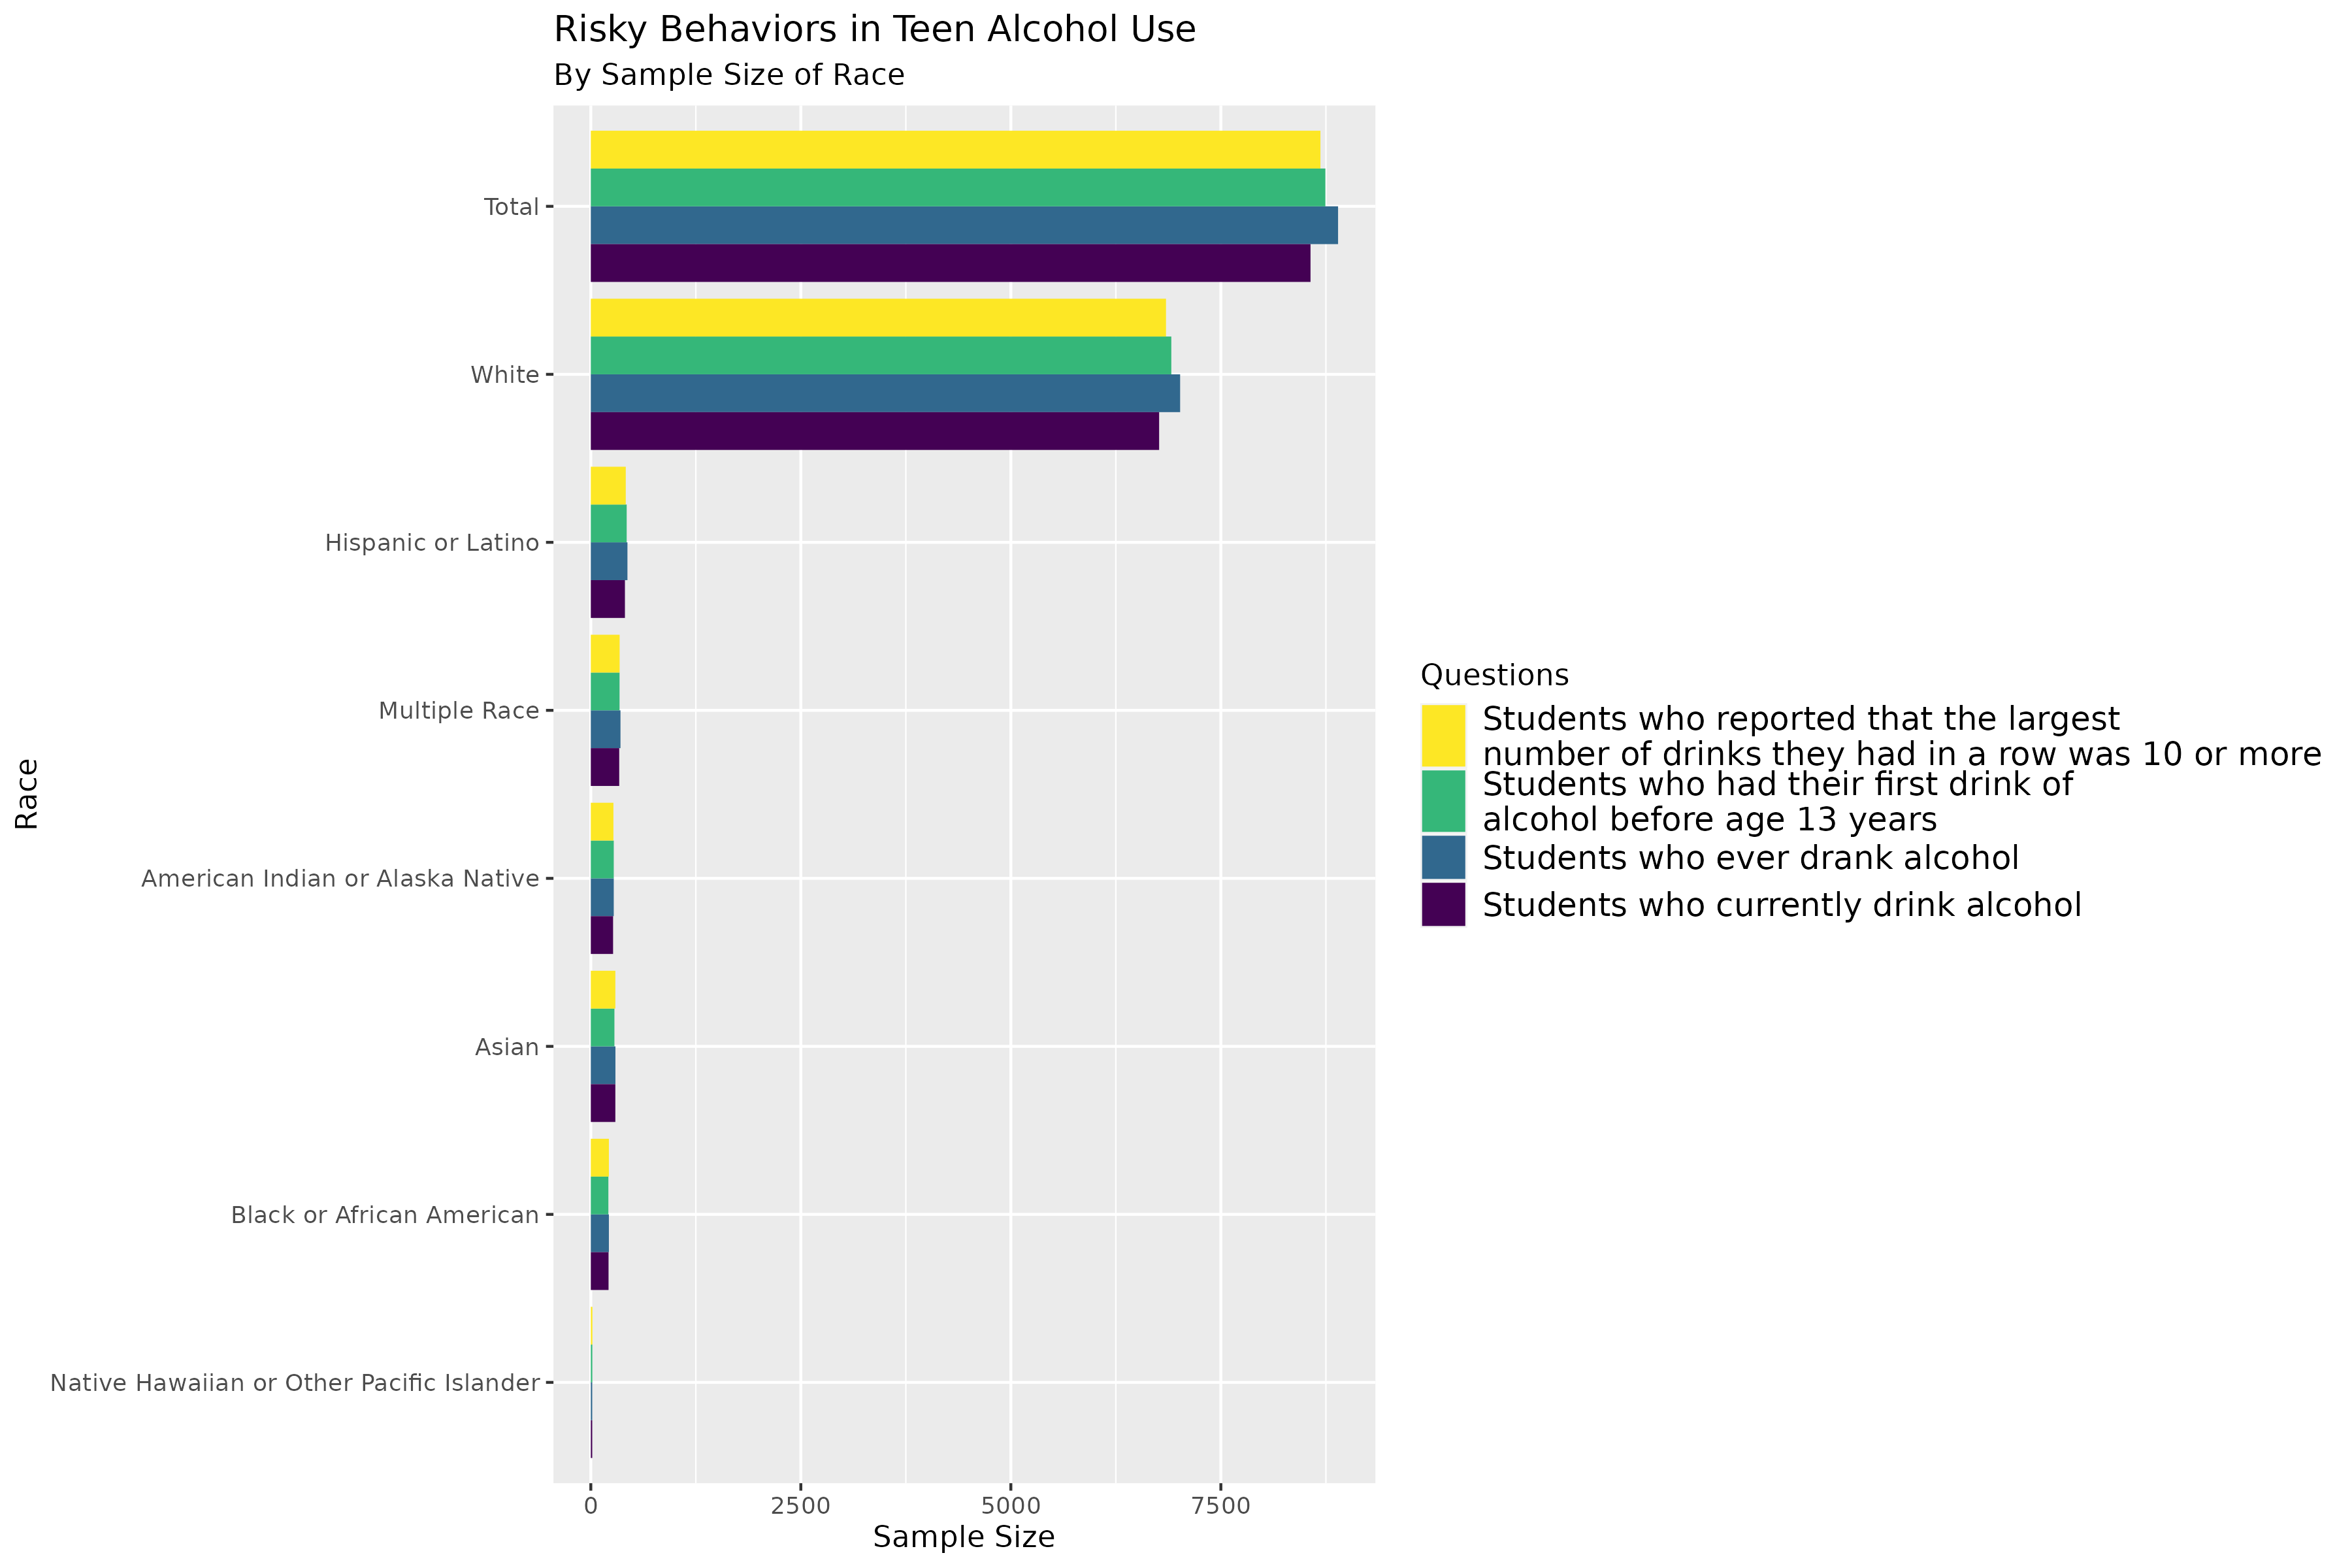 Risky Behaviors in Teen Alcohol Use
By Sample Size of Race
Race
Total
White
Hispanic or Latino
Multiple Race
American Indian or Alaska Native
Asian
Black or African American
Native Hawaiian or Other Pacific Islander
0
2500
5000
7500
Sample Size
Questions
Students who reported that the largest
number of drinks they had in a row was 10 or more
Students who had their first drink of
alcohol before age 13 years
Students who ever drank alcohol
Students who currently drink alcohol